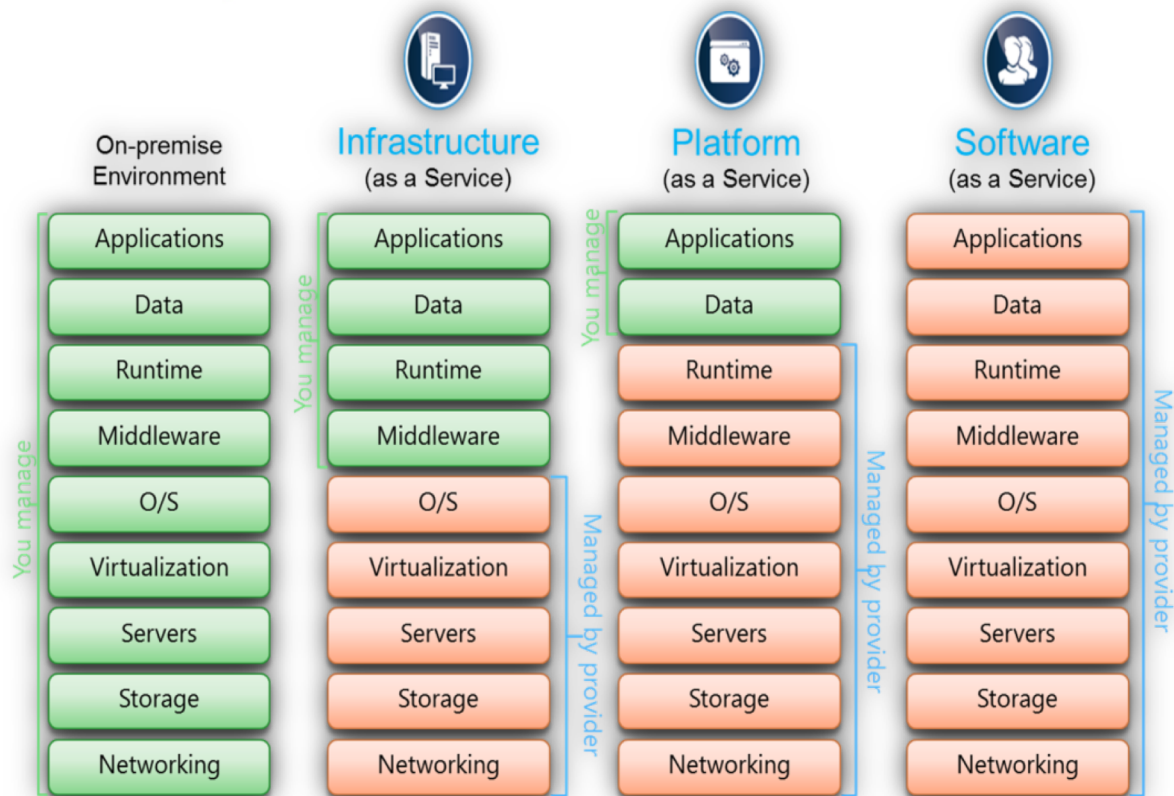 On-premise
Environment
You manage
Applications
Data
Runtime
Middleware
O/S
Virtualization
Servers
Storage
Networking
Infrastructure
(as a Service)
You manage
Applications
Data
Runtime
Middleware
O/S
Virtualization
Servers
Storage
Networking
Managed by provider
Platform
(as a Service)
You manage
Applications
Data
Runtime
Middleware
O/S
Virtualization
Servers
Storage
Networking
Managed by provider
Software
(as a Service)
Applications
Data
Runtime
Middleware
O/S
Virtualization
Servers
Storage
Networking
Managed by provider